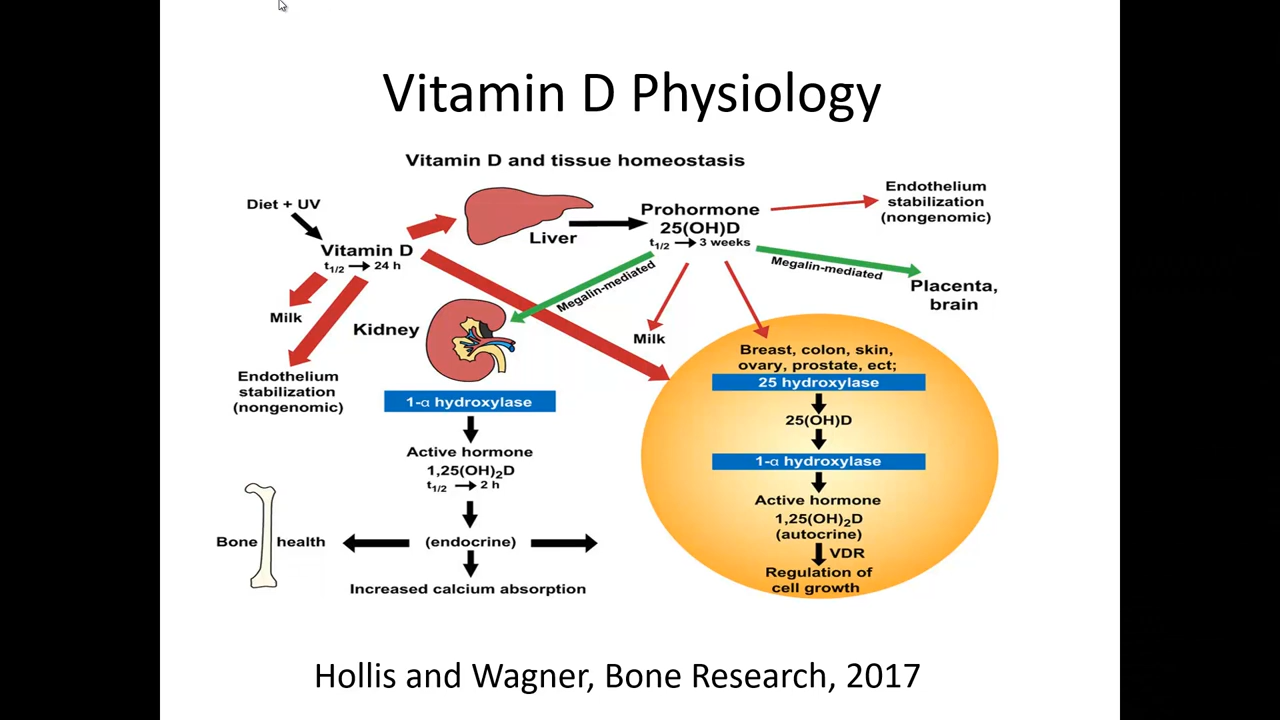 Vitamin D Physiology
Vitamin D and tissue homeostasis
Diet + UV
Vitamin D
t1/2 → 24 h
Milk
Endothelium
stabilization
(nongenomic)
Liver
Prohormone
25(OH)D
t1/2 → 3 weeks
Endothelium
stabilization
(nongenomic)
Megalin-mediated
Megalin-mediated
Placenta,
brain
Milk
Kidney
1-α hydroxylase
Active hormone
1,25(OH)2D
t1/2 → 2 h
(endocrine)
Bone health
Increased calcium absorption
Breast, colon, skin,
ovary, prostate, ect;
25 hydroxylase
25(OH)D
1-α hydroxylase
Active hormone
1,25(OH)2D
(autocrine)
VDR
Regulation of
cell growth
Hollis and Wagner, Bone Research, 2017